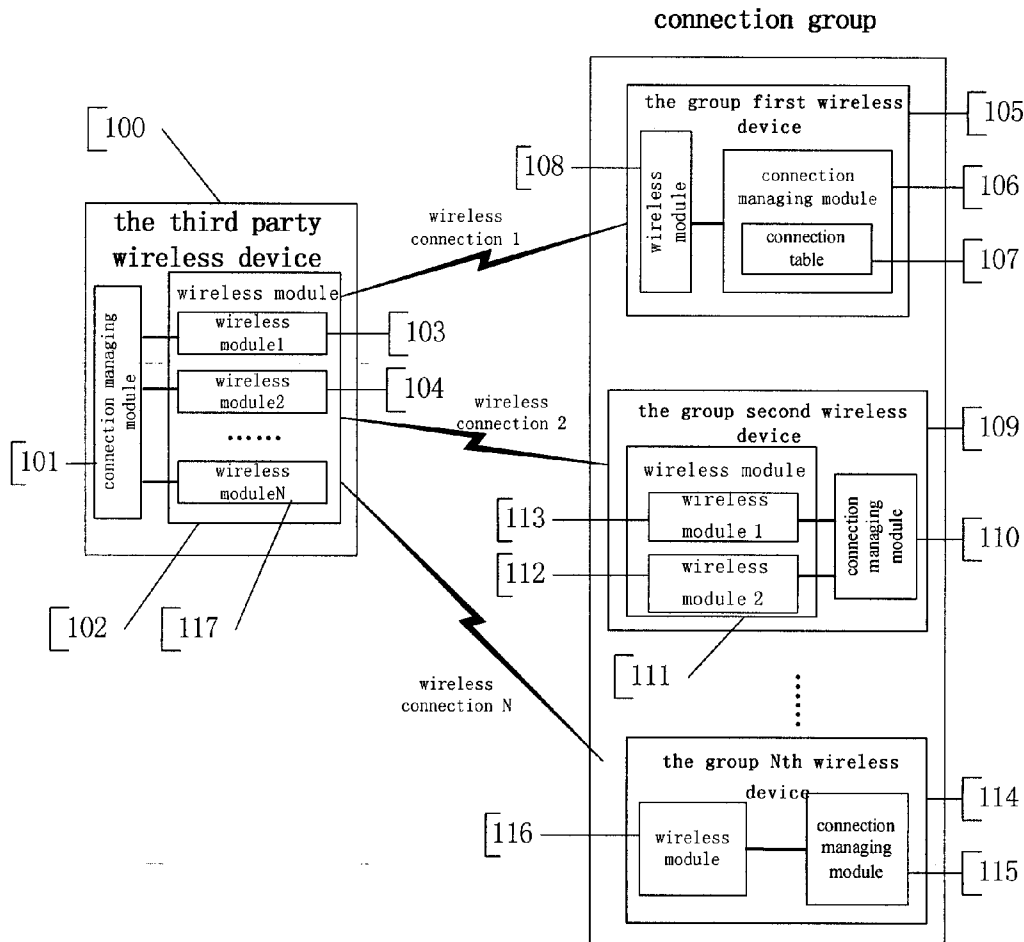 connection group
100
the third party
wireless device
wireless module
wireless
module1
wireless
module2
......
wireless
moduleN
connection managing
module
101
102
117
103
104
wireless
connection 1
wireless
connection 2
wireless
connection N
the group first wireless
device
wireless
module
connection
managing module
connection
table
108
105
106
107
the group second wireless
device
wireless module
wireless
module 1
wireless
module 2
connection
managing
module
113
112
109
110
111
......
the group Nth wireless
device
wireless
module
connection
managing
module
116
114
115